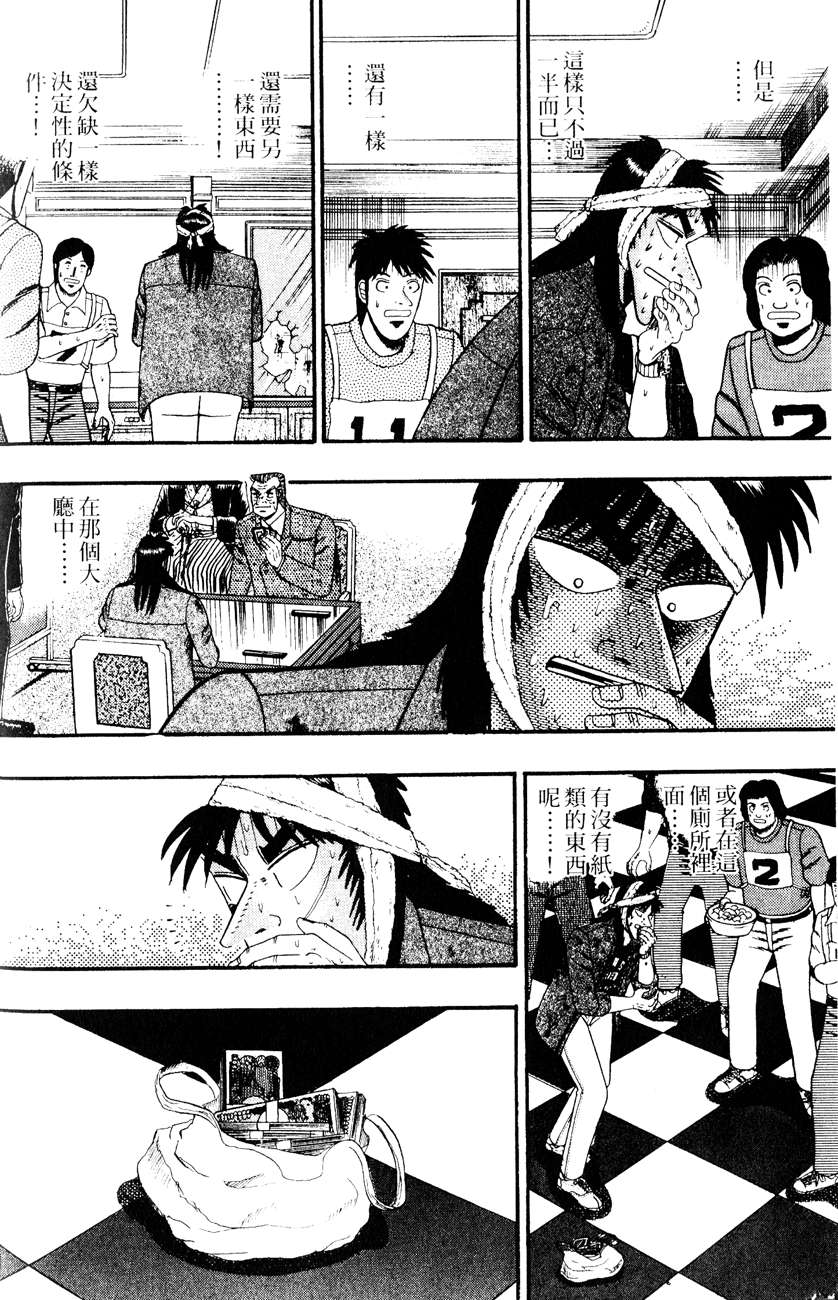 但是
……
這樣只不過
一半而已…
還有一樣
……
還需要另
一樣東西
………！
還欠缺一樣
決定性的條
件…！
2
11
在那個大
廳中……
或者在這
個廁所裡
面……
有沒有紙
類的東西
呢……！
2